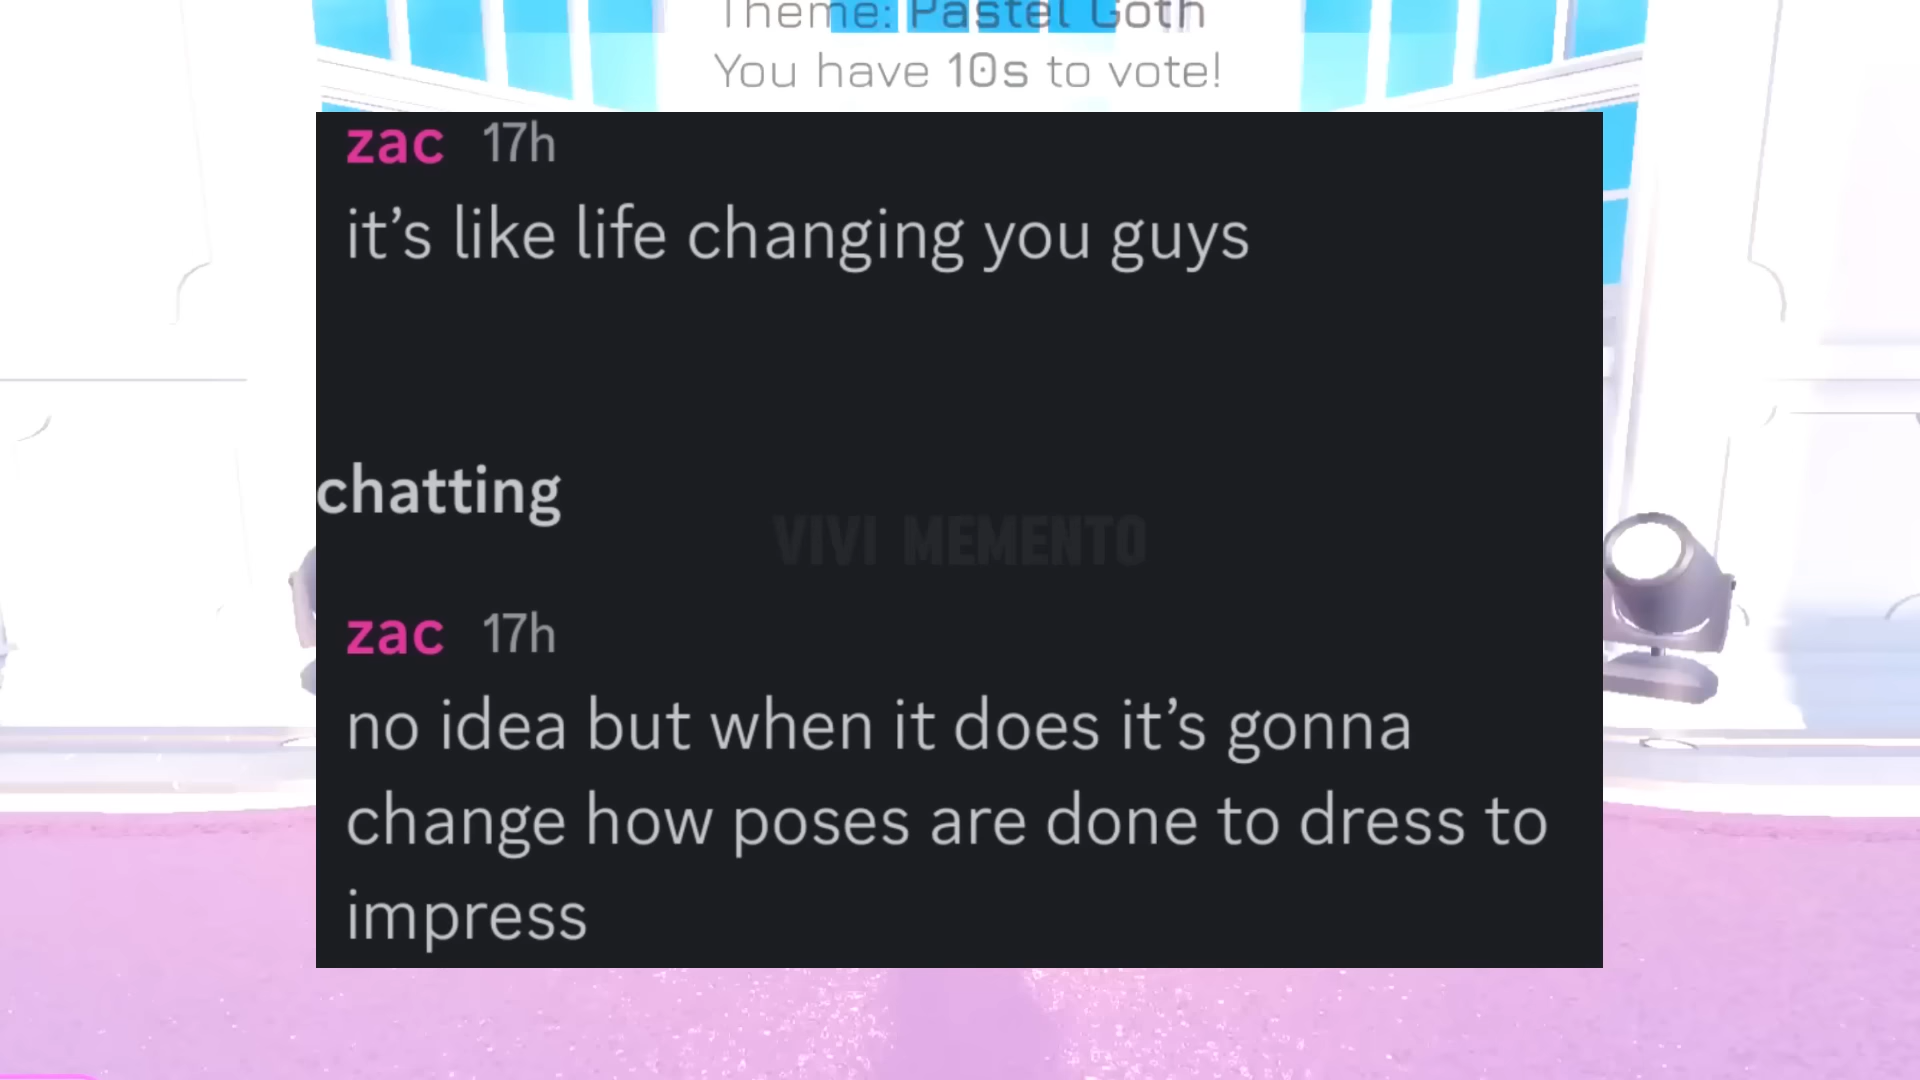 Theme: Pastel Goth
You have 10s to vote!
zac 17h
it’s like life changing you guys
chatting
VIVI MEMENTO
zac 17h
no idea but when it does it’s gonna
change how poses are done to dress to
impress